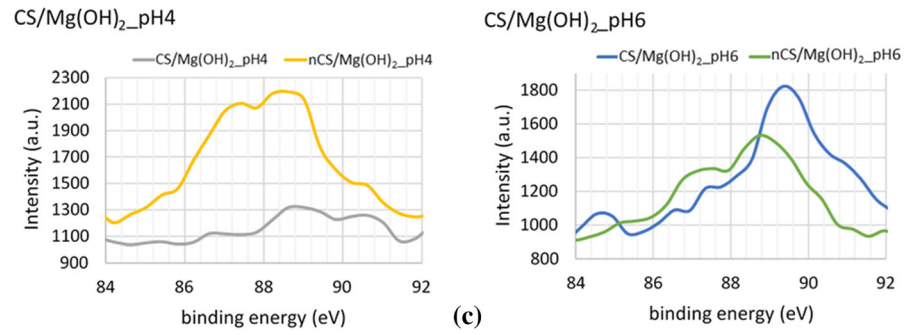 CS/Mg(OH)₂_pH4
CS/Mg(OH)₂_pH4 nCS/Mg(OH)₂_pH4
2300
2100
1900
1700
1500
1300
1100
900
Intensity (a.u.)
84 86 88 90 92
binding energy (eV)
(c)
CS/Mg(OH)₂_pH6
CS/Mg(OH)₂_pH6 nCS/Mg(OH)₂_pH6
1800
1600
1400
1200
1000
800
Intensity (a.u.)
84 86 88 90 92
binding energy (eV)